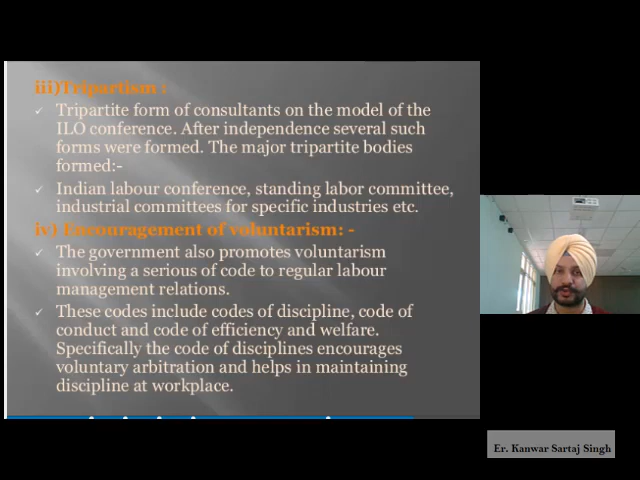 iii)Tripartism :
Tripartite form of consultants on the model of the
ILO conference. After independence several such
forms were formed. The major tripartite bodies
formed:-
Indian labour conference, standing labor committee,
industrial committees for specific industries etc.
iv) Encouragement of voluntarism: -
The government also promotes voluntarism
involving a serious of code to regular labour
management relations.
These codes include codes of discipline, code of
conduct and code of efficiency and welfare.
Specifically the code of disciplines encourages
voluntary arbitration and helps in maintaining
discipline at workplace.
Er. Kanwar Sartaj Singh